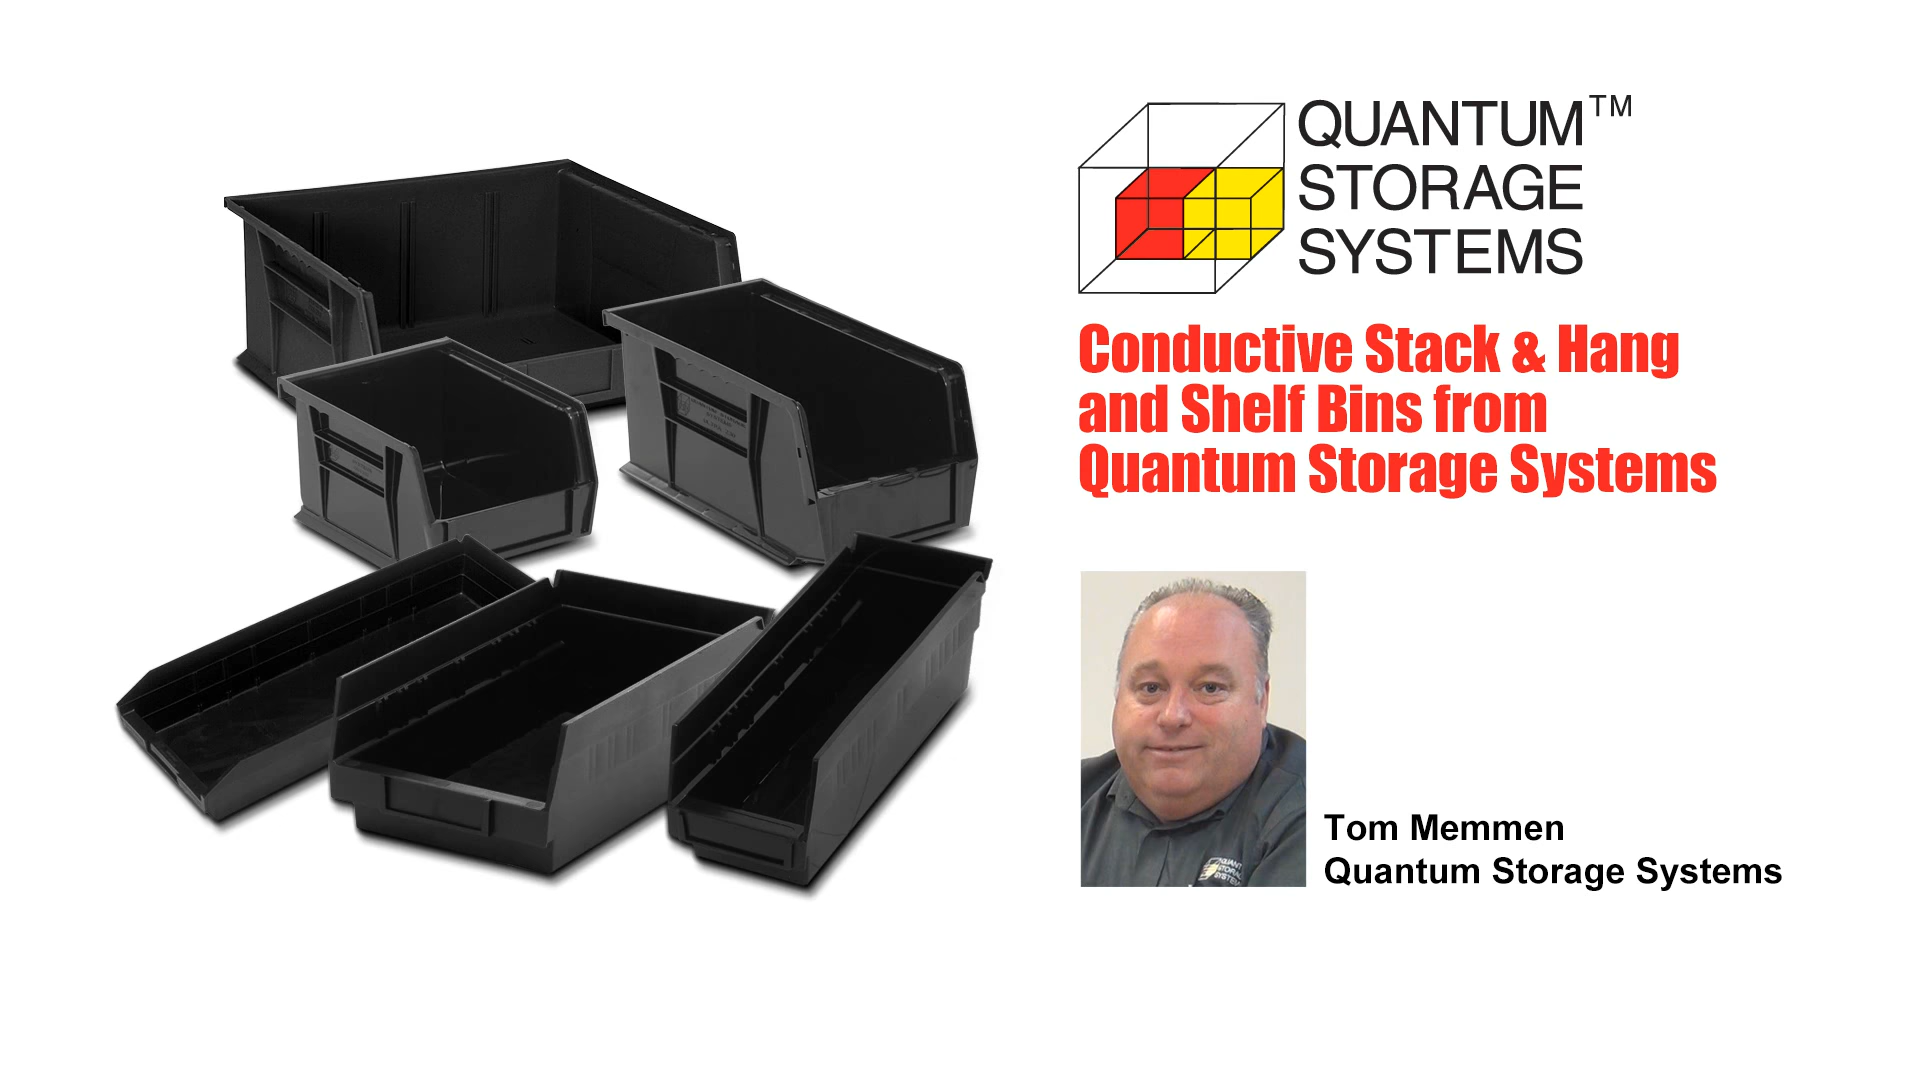 QUANTUM™
STORAGE
SYSTEMS
Conductive Stack & Hang
and Shelf Bins from
Quantum Storage Systems
Tom Memmen
Quantum Storage Systems